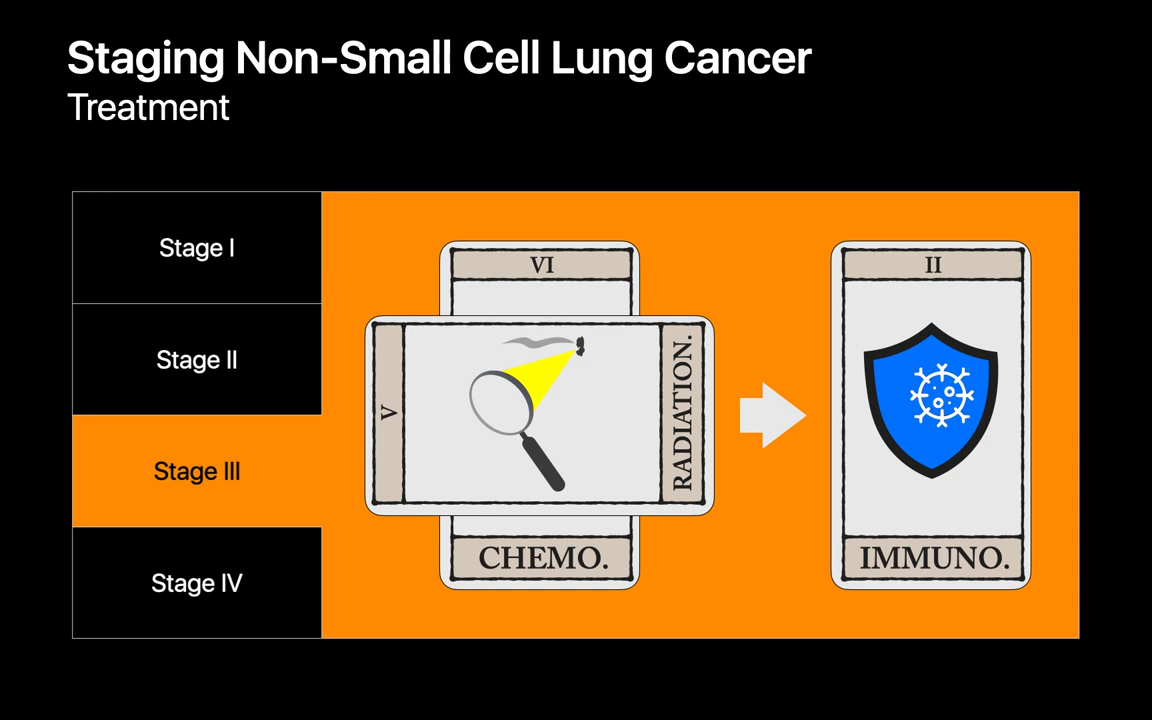 Staging Non-Small Cell Lung Cancer
Treatment
Stage I
Stage II
Stage III
Stage IV
VI
V
RADIATION.
CHEMO.
II
IMMUNO.